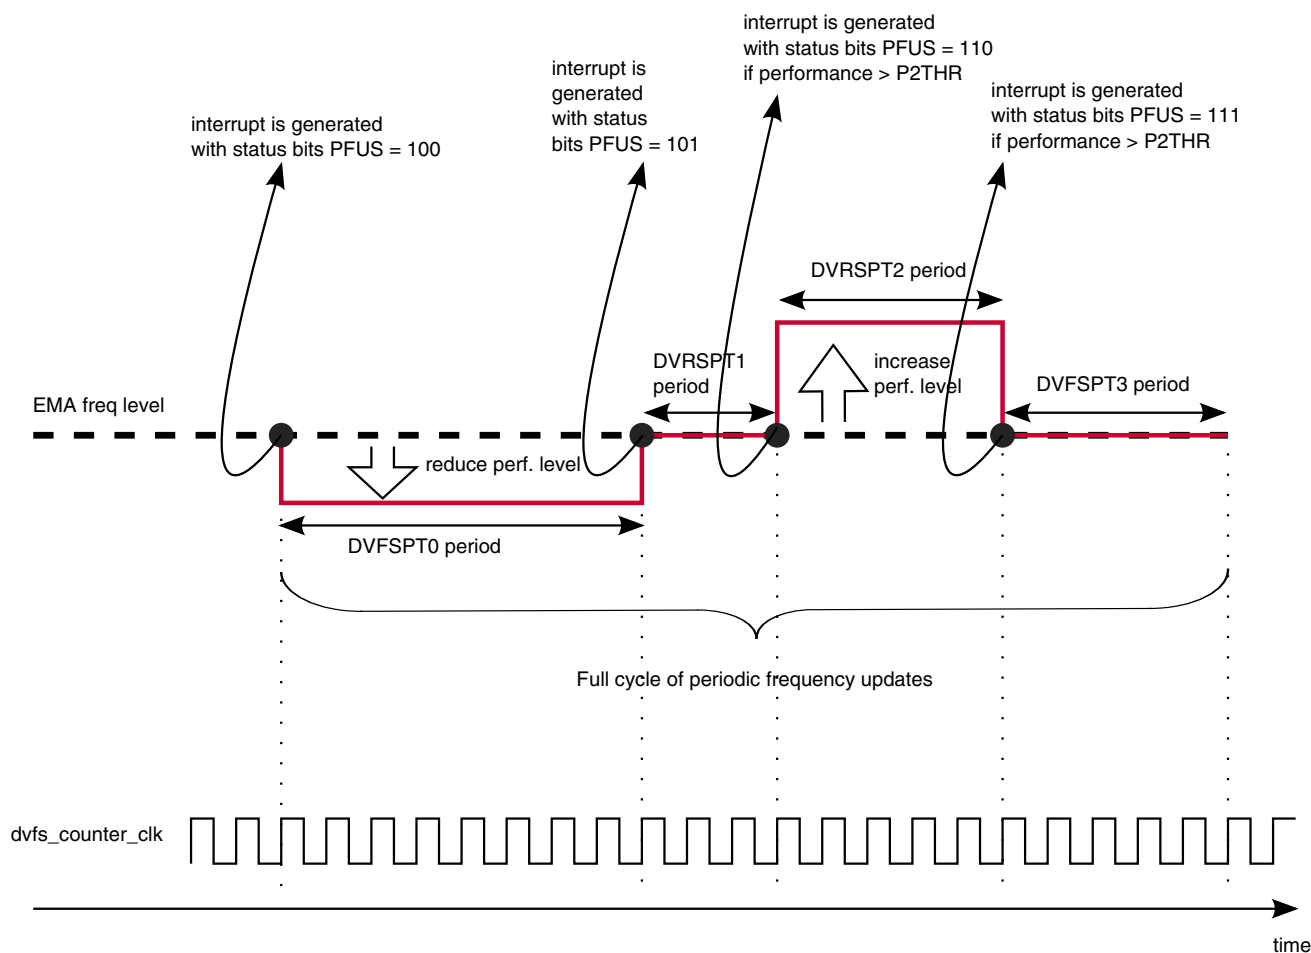 interrupt is generated
with status bits PFUS = 110
if performance > P2THR
interrupt is
generated
with status
bits PFUS = 101
interrupt is generated
with status bits PFUS = 111
if performance > P2THR
interrupt is generated
with status bits PFUS = 100
DVRSPT2 period
DVRSPT1
period
increase
perf. level
DVFSPT3 period
EMA freq level
reduce perf. level
DVFSPT0 period
Full cycle of periodic frequency updates
dvfs_counter_clk
time